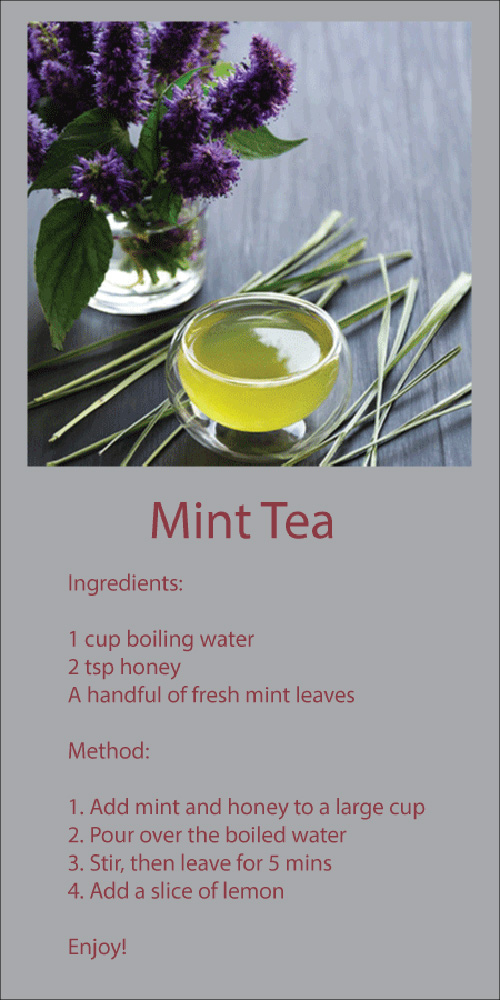 Mint Tea
Ingredients:
1 cup boiling water
2 tsp honey
A handful of fresh mint leaves
Method:
1. Add mint and honey to a large cup
2. Pour over the boiled water
3. Stir, then leave for 5 mins
4. Add a slice of lemon
Enjoy!